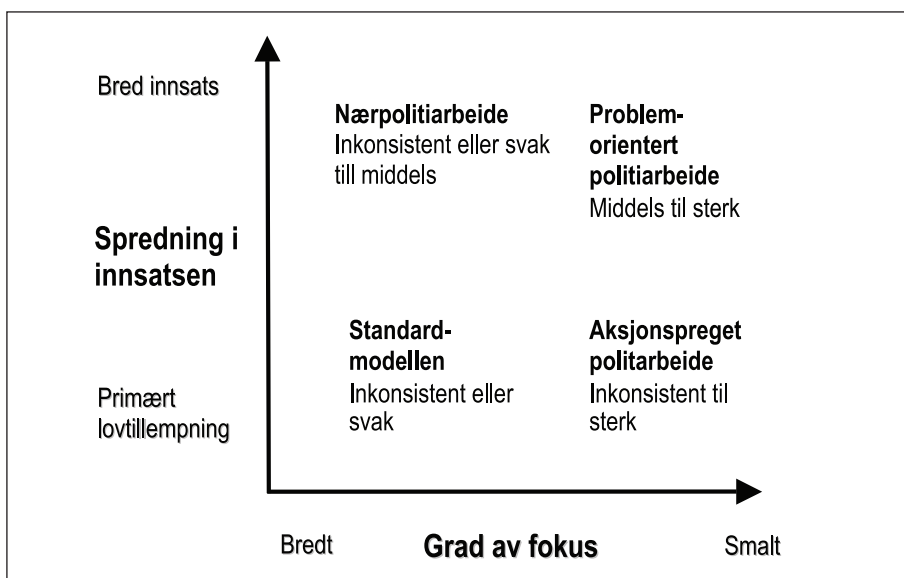 Bred innsats
Nærpolitiarbeide
Inkonsistent eller svak
till middels
Problem-
orientert
politiarbeide
Middels til sterk
Spredning i
innsatsen
Standard-
modellen
Inkonsistent eller
svak
Aksjonspreget
politarbeide
Inkonsistent til
sterk
Primært
lovtillempning
Bredt
Grad av fokus
Smalt